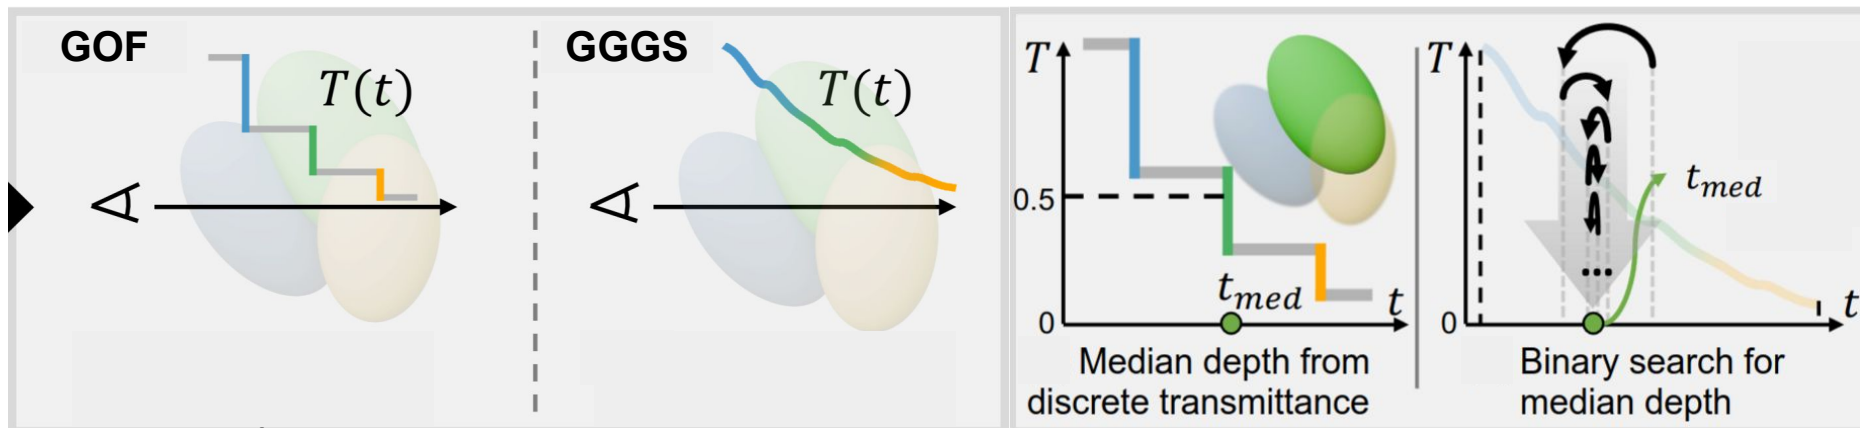 GOF
T(t)
GGGS
T(t)
T
0.5
0
t_med
t
Median depth from
discrete transmittance
T
0
t_med
...
t
Binary search for
median depth